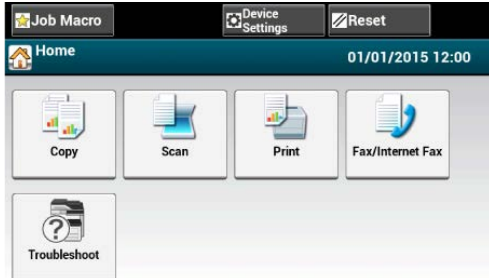 Job Macro
Device
Settings
Reset
Home
01/01/2015 12:00
Copy
Scan
Print
Fax/Internet Fax
Troubleshoot